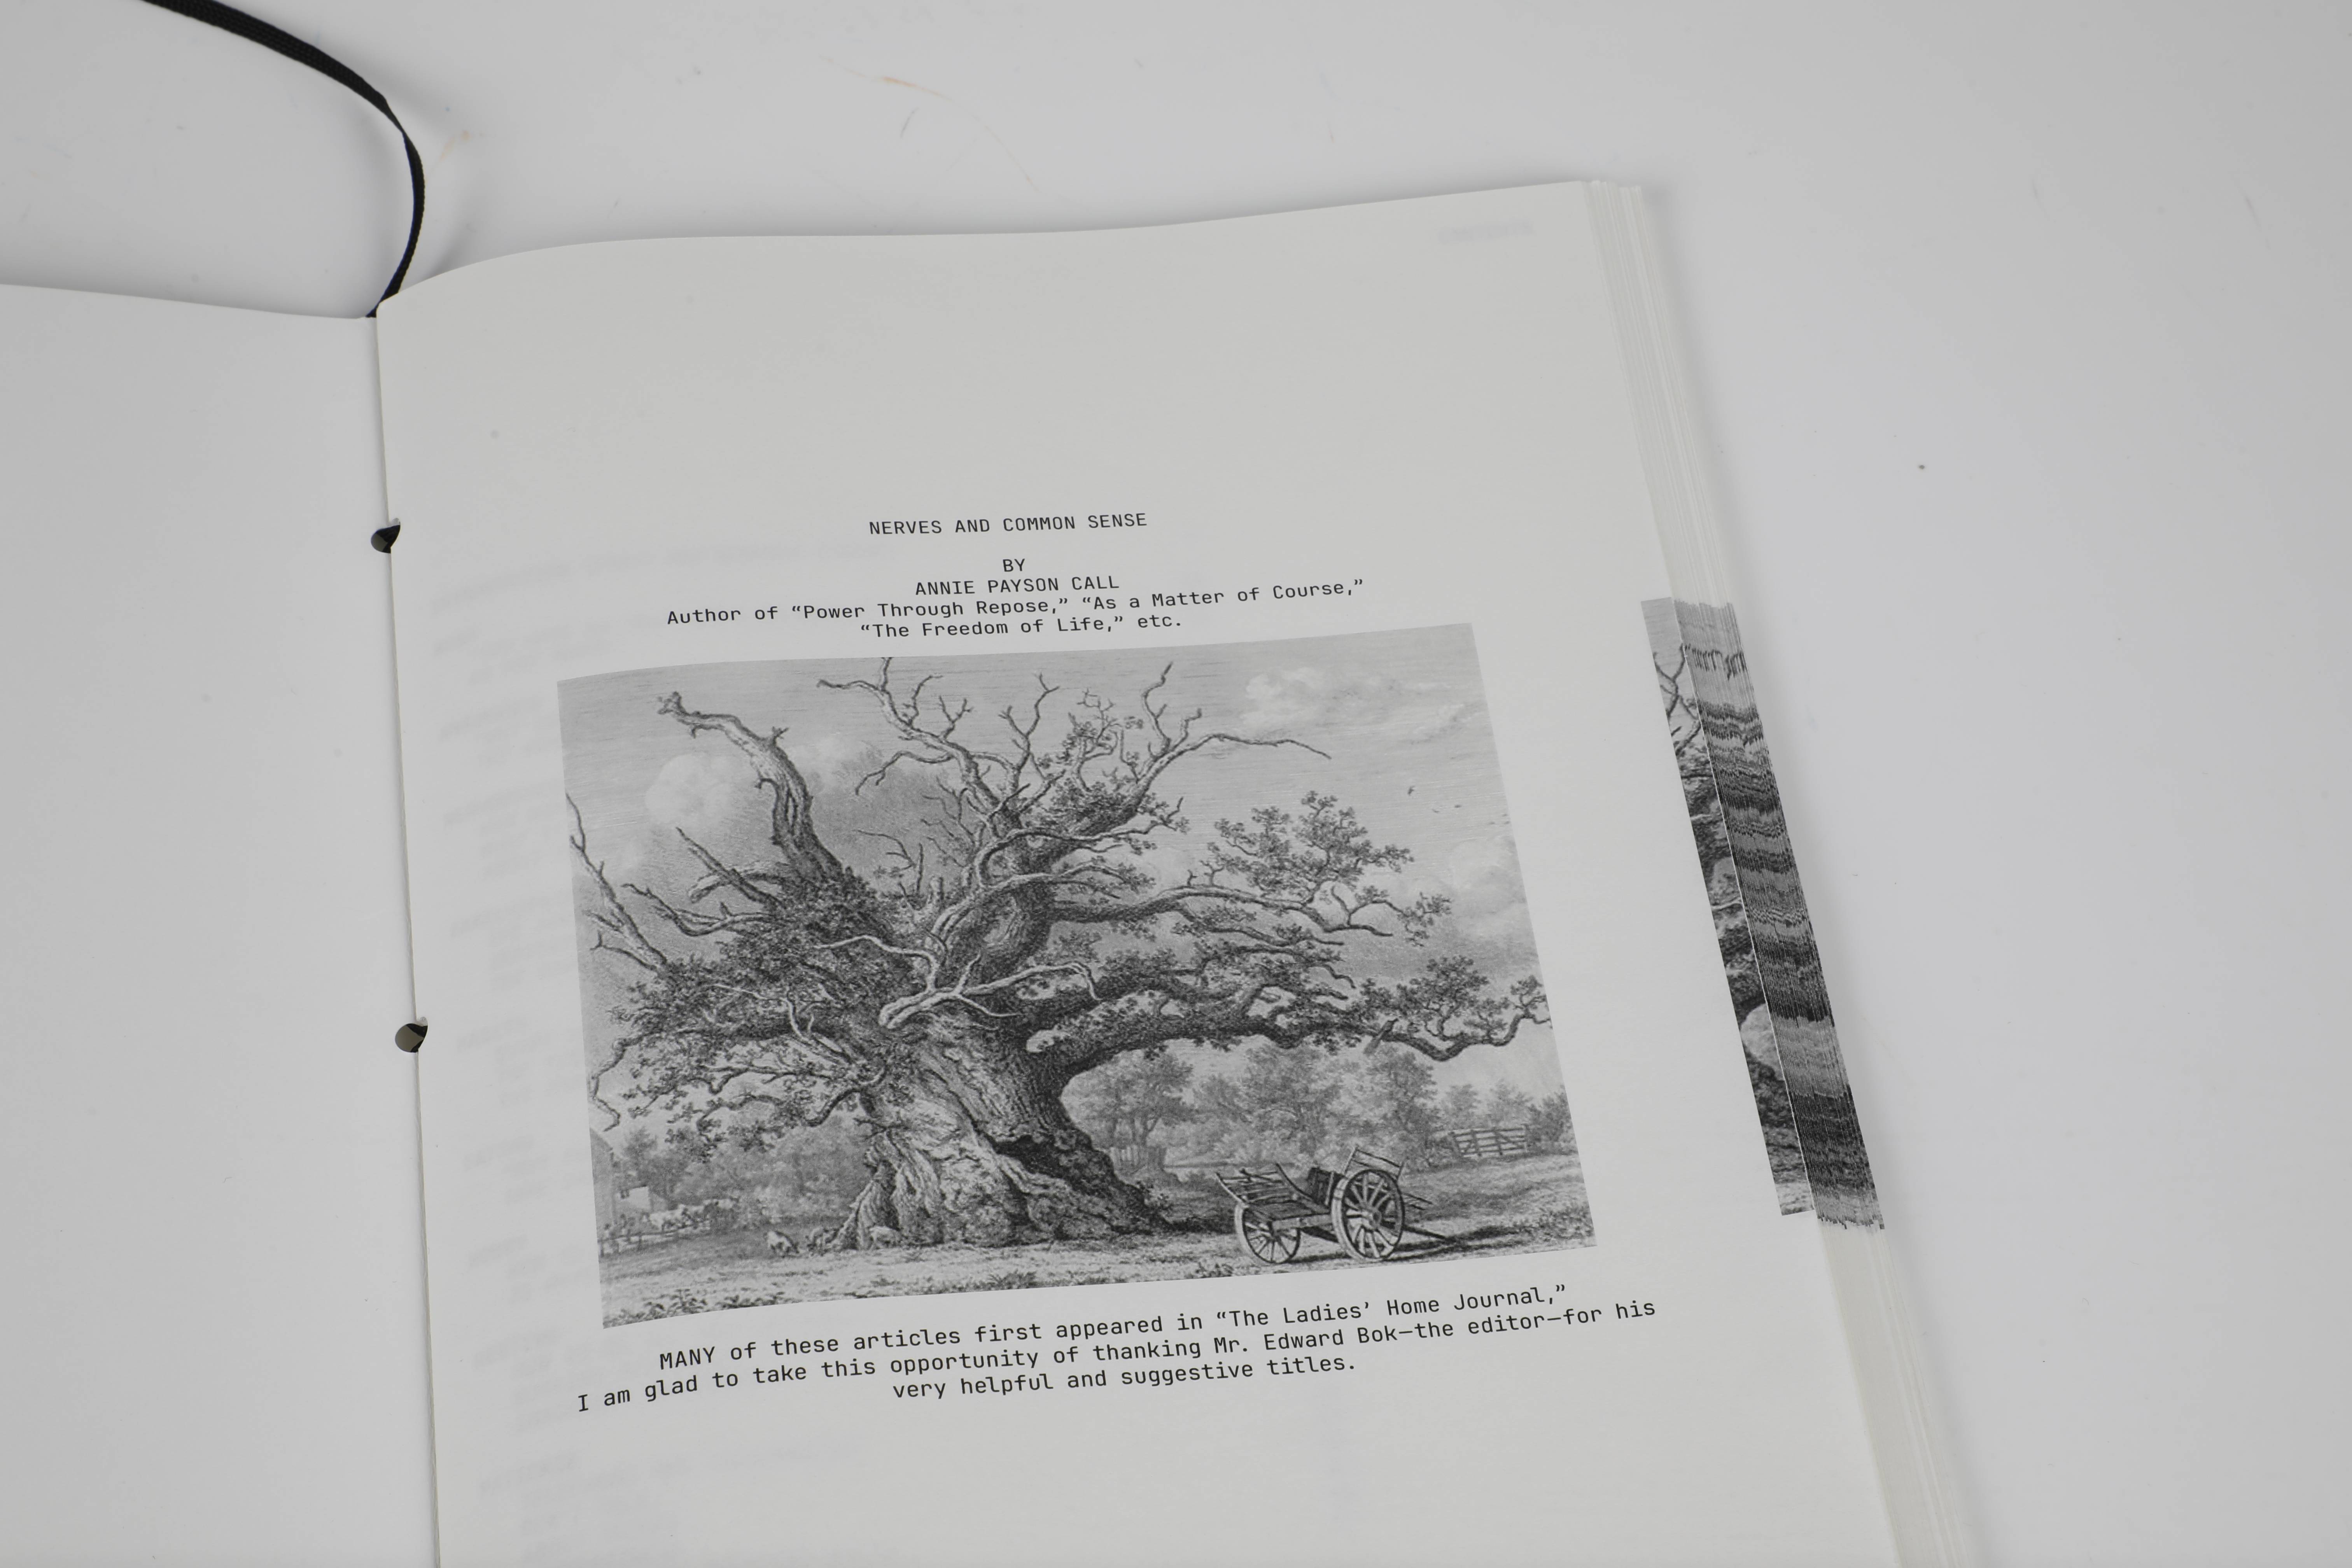 NERVES AND COMMON SENSE
BY
ANNIE PAYSON CALL
Author of “Power Through Repose,” “As a Matter of Course,”
“The Freedom of Life,” etc.
MANY of these articles first appeared in “The Ladies’ Home Journal,”
I am glad to take this opportunity of thanking Mr. Edward Bok—the editor—for his
very helpful and suggestive titles.